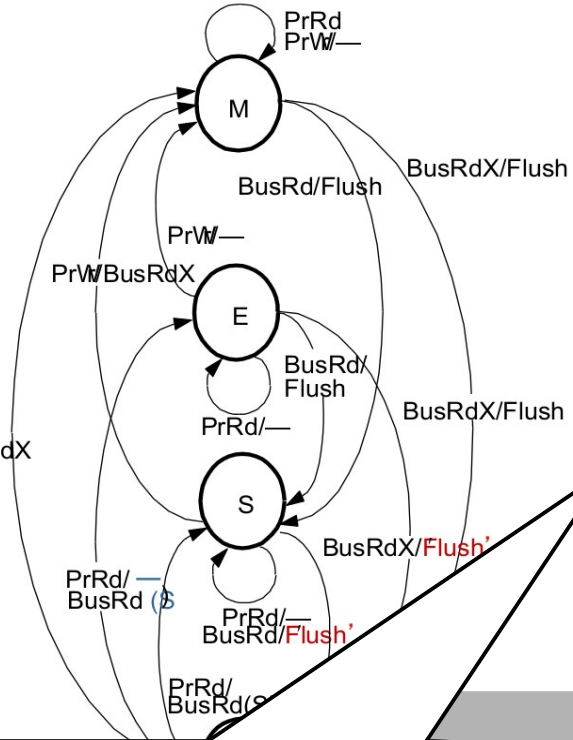 PrRd
PrWr/—
M
BusRdX/Flush
BusRd/Flush
PrWr/—
PrWr/BusRdX
E
BusRd/
Flush
PrRd/—
BusRdX/Flush
dX
S
BusRdX/Flush’
PrRd/ —
BusRd (S
PrRd/—
BusRd/Flush’
PrRd/
BusRd(S